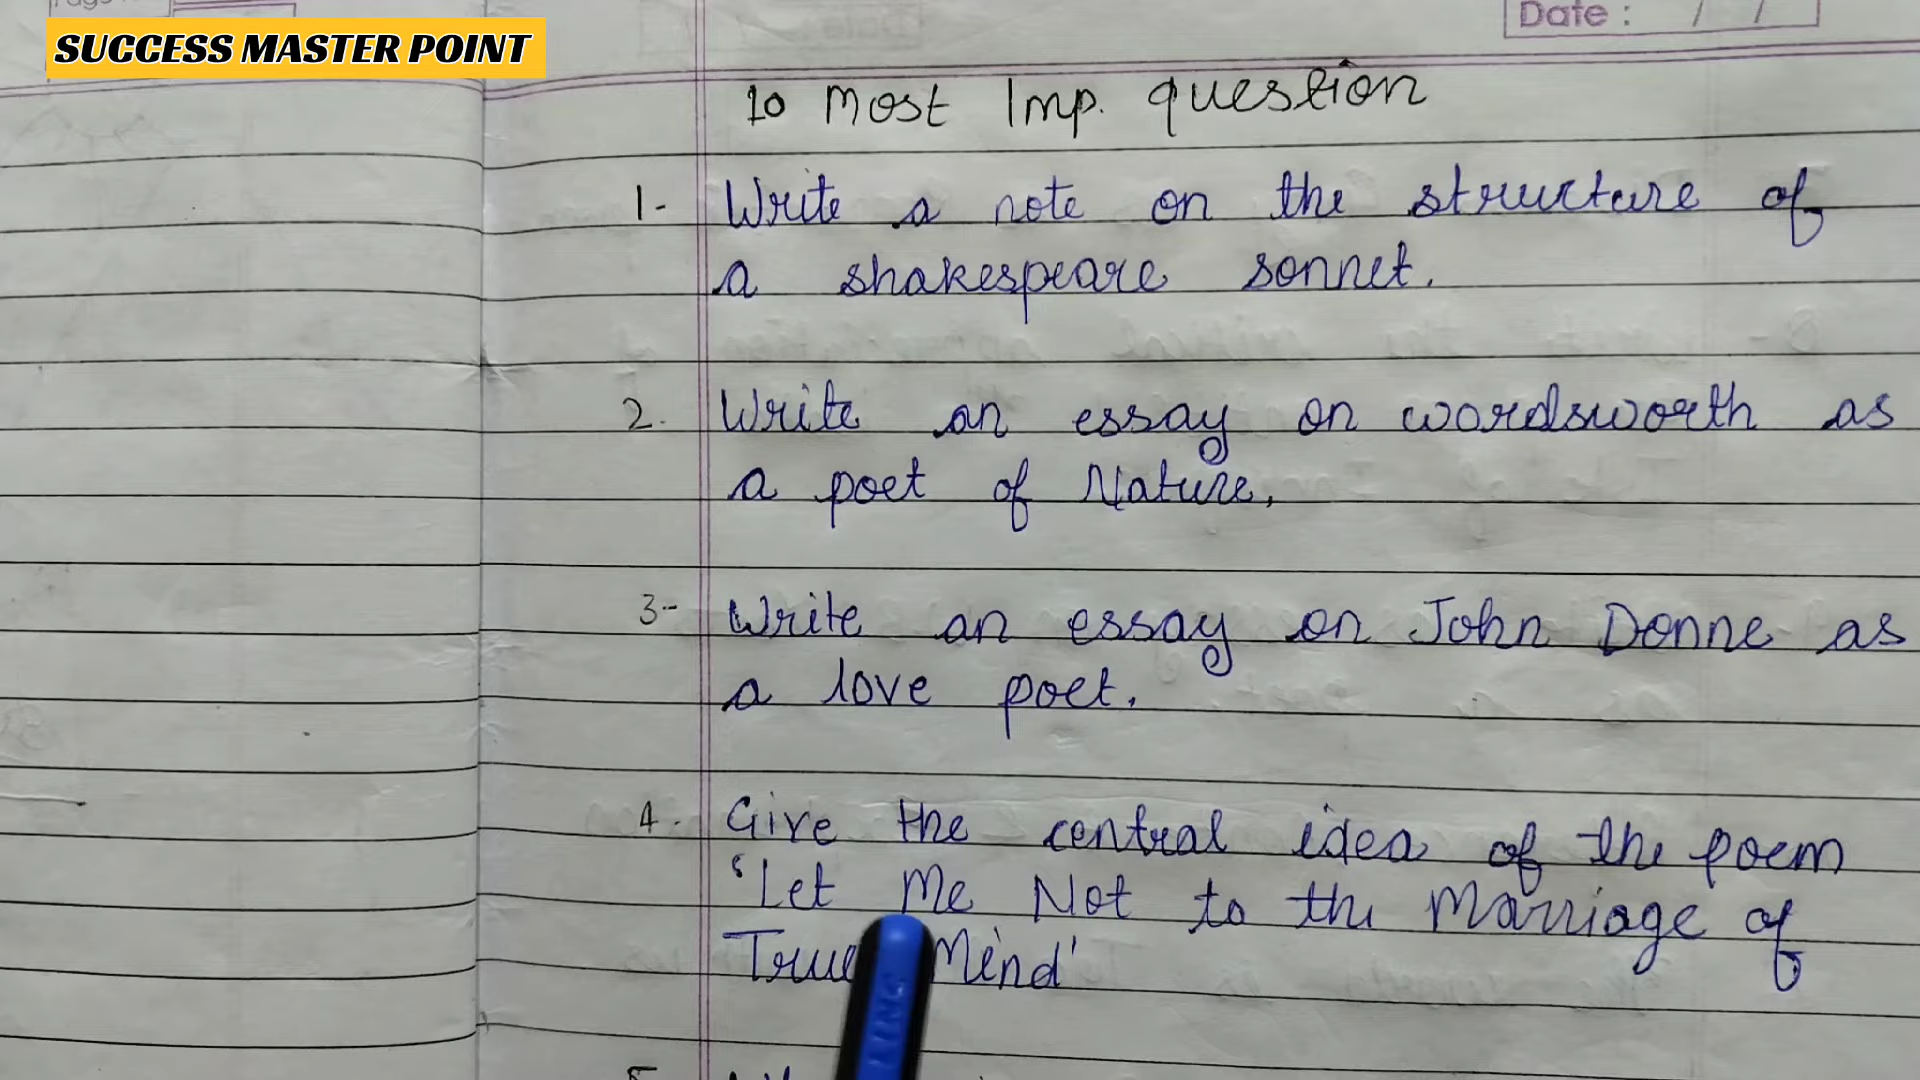 SUCCESS MASTER POINT
Date : / /
10 Most Imp. question
1- Write a note on the structure of
a shakespeare sonnet.
2. Write an essay on wordsworth as
a poet of Nature,
3- Write an essay on John Donne as
a love poet.
4. Give the central idea of the poem
'Let Me Not to the Marriage of
True Mind'